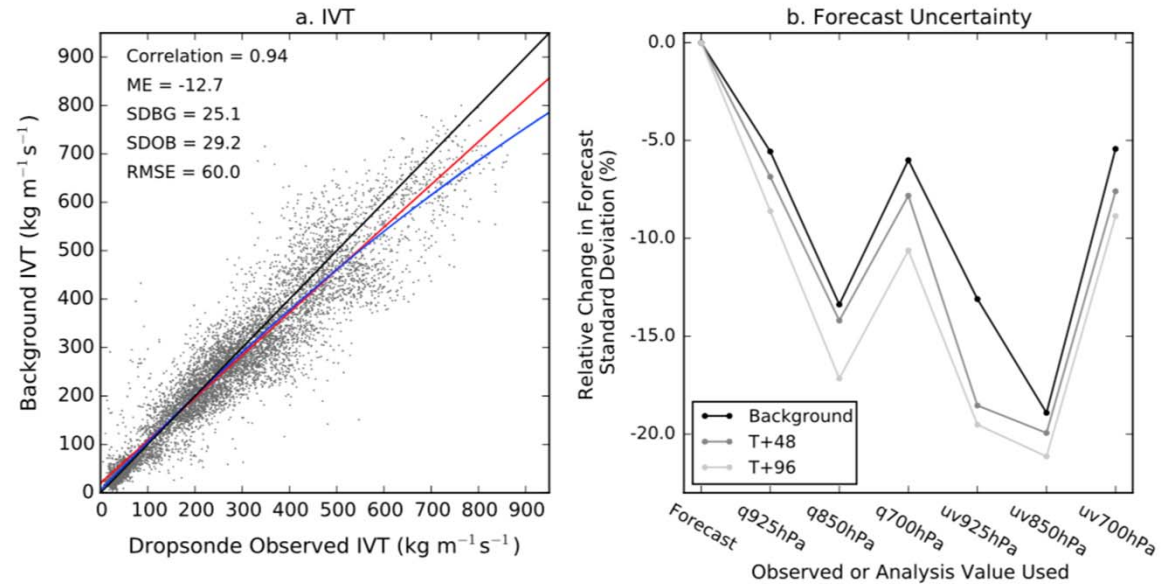 a. IVT
Correlation = 0.94
ME = -12.7
SDBG = 25.1
SDOB = 29.2
RMSE = 60.0
Background IVT (kg m⁻¹ s⁻¹)
900
800
700
600
500
400
300
200
100
0
0 100 200 300 400 500 600 700 800 900
Dropsonde Observed IVT (kg m⁻¹ s⁻¹)
b. Forecast Uncertainty
Relative Change in Forecast
Standard Deviation (%)
0.0
-5.0
-10.0
-15.0
-20.0
Background
T+48
T+96
Forecast q925hPa q850hPa q700hPa uv925hPa uv850hPa uv700hPa
Observed or Analysis Value Used